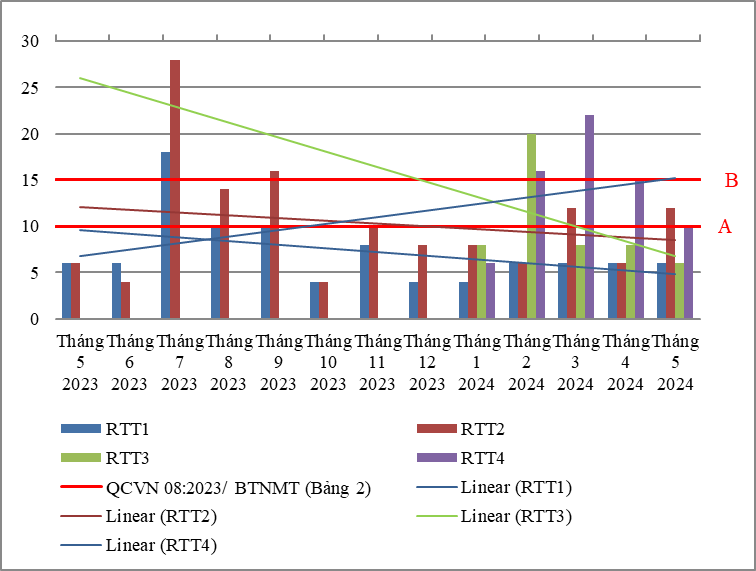 30
25
20
15
10
5
0
B
A
Tháng Tháng Tháng Tháng Tháng Tháng Tháng Tháng Tháng Tháng Tháng Tháng Tháng
5 6 7 8 9 10 11 12 1 2 3 4 5
2023 2023 2023 2023 2023 2023 2023 2023 2024 2024 2024 2024 2024
RTT1 RTT2
RTT3 RTT4
QCVN 08:2023/ BTNMT (Bảng 2) Linear (RTT1)
Linear (RTT2) Linear (RTT3)
Linear (RTT4)